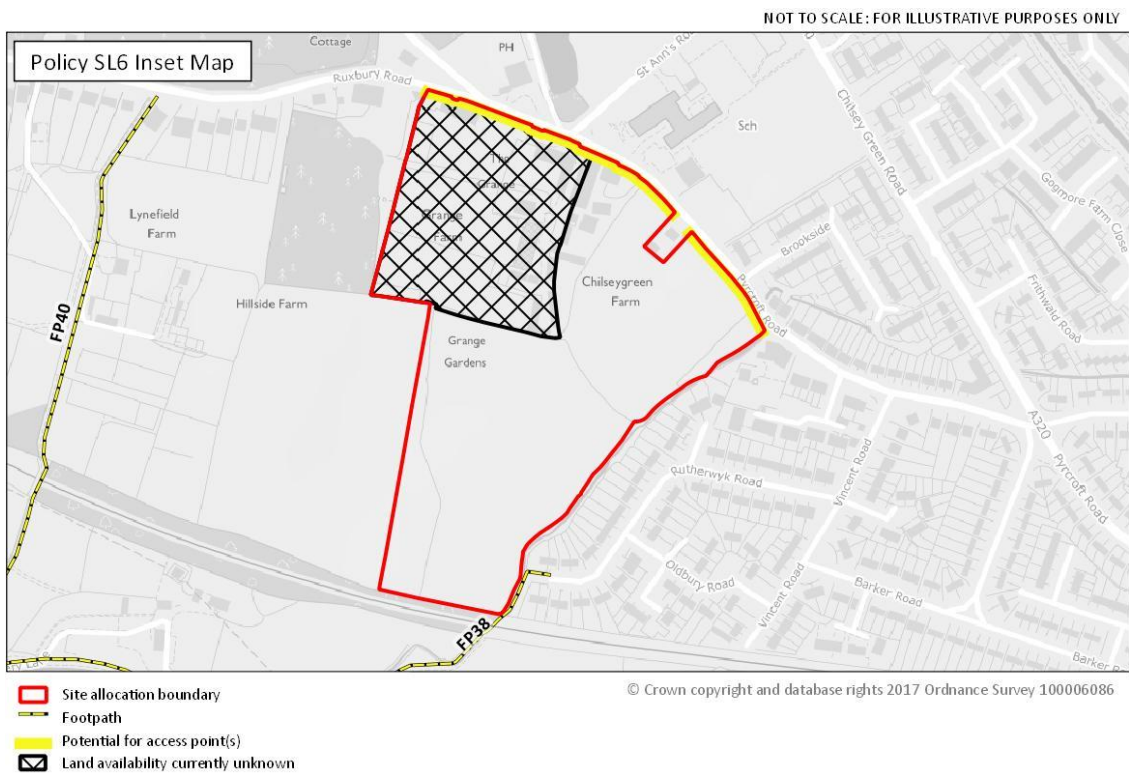 NOT TO SCALE: FOR ILLUSTRATIVE PURPOSES ONLY
Policy SL6 Inset Map
Cottage
PH
St Ann's Ro
Ruxbury Road
Chilsey Green Road
Sch
The
Grange
Gogmore Farm Close
Lynefield
Farm
Grange
Farm
Brookside
Frithwald Road
Hillside Farm
Chilseygreen
Farm
Pyrcroft Road
FP40
Grange
Gardens
A320
Rutherwyk Road
Vincent Road
Pyrcroft Road
Oldbury Road
Vincent Road
Barker Road
FP38
Barker R
Site allocation boundary
© Crown copyright and database rights 2017 Ordnance Survey 100006086
Footpath
Potential for access point(s)
Land availability currently unknown